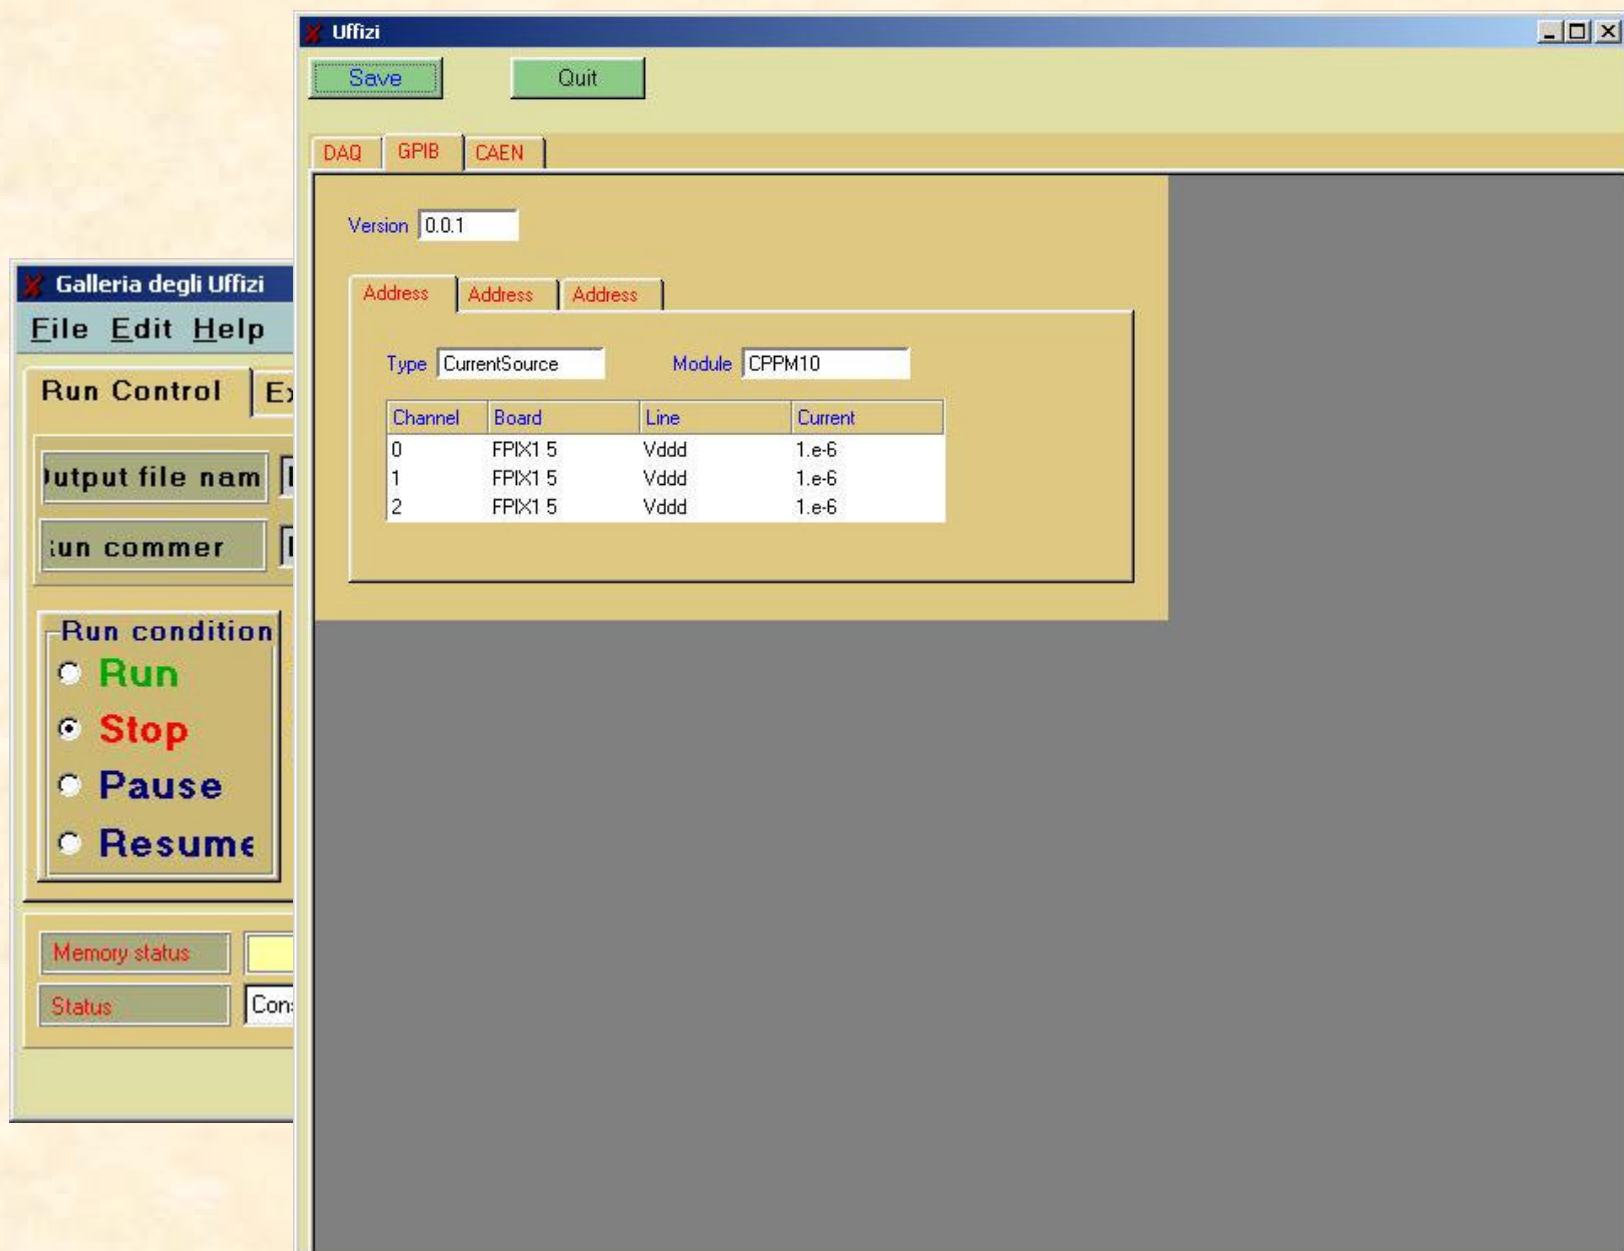 Uffizi
Save Quit
DAQ GPIB CAEN
Version 0.0.1
Address Address Address
Type CurrentSource Module CPPM10
Channel Board Line Current
0 FPIX1 5 Vddd 1.e-6
1 FPIX1 5 Vddd 1.e-6
2 FPIX1 5 Vddd 1.e-6
Galleria degli Uffizi
File Edit Help
Run Control
utput file nam
un commer
Run condition
Run
Stop
Pause
Resume
Memory status
Status